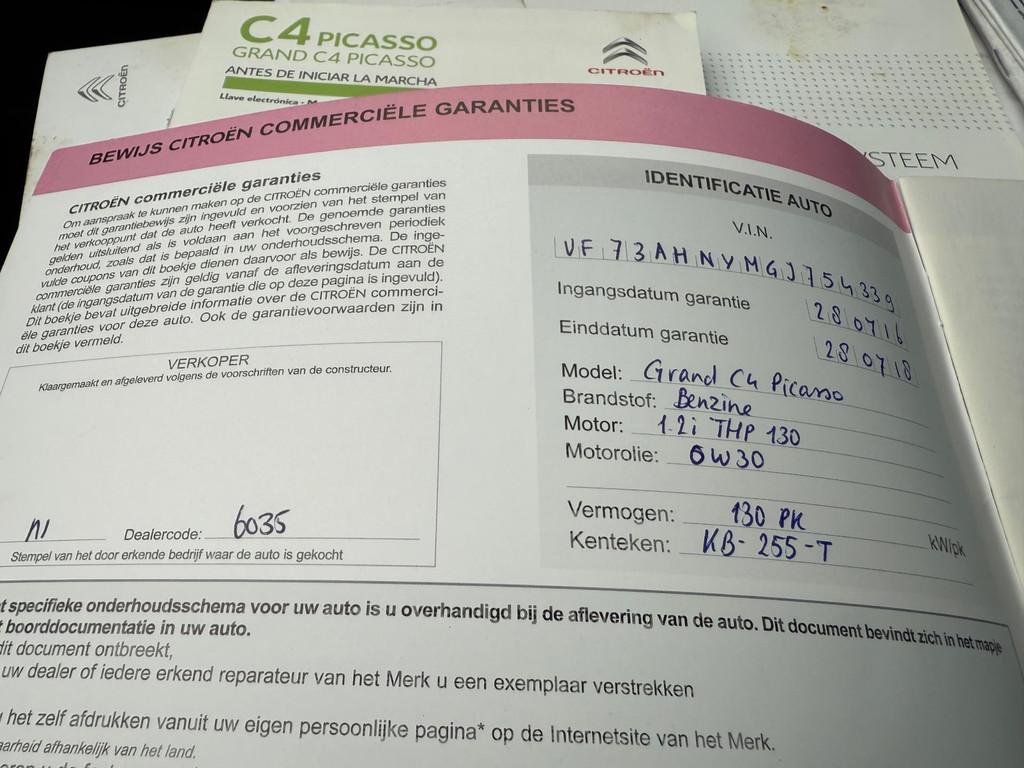 C4 PICASSO
GRAND C4 PICASSO
ANTES DE INICIAR LA MARCHA
Llave electrónica -
CITROËN
CITROËN
SYSTEEM
BEWIJS CITROËN COMMERCIËLE GARANTIES
CITROËN commerciële garanties
Om aanspraak te kunnen maken op de CITROËN commerciële garanties
moet dit garantiebewijs zijn ingevuld en voorzien van het stempel van
het verkooppunt dat de auto heeft verkocht. De genoemde garanties
gelden uitsluitend als is voldaan aan het voorgeschreven periodiek
onderhoud, zoals dat is bepaald in uw onderhoudsschema. De inge-
vulde coupons van dit boekje dienen daarvoor als bewijs. De CITROËN
commerciële garanties zijn geldig vanaf de afleveringsdatum aan de
klant (de ingangsdatum van de garantie die op deze pagina is ingevuld).
Dit boekje bevat uitgebreide informatie over de CITROËN commerci-
ële garanties voor deze auto. Ook de garantievoorwaarden zijn in
dit boekje vermeld.
VERKOPER
Klaargemaakt en afgeleverd volgens de voorschriften van de constructeur.
Dealercode: 6035
Stempel van het door erkende bedrijf waar de auto is gekocht
IDENTIFICATIE AUTO
V.I.N.
VF73AHNYMGJ754339
Ingangsdatum garantie 280716
Einddatum garantie 280718
Model: Grand C4 Picasso
Brandstof: Benzine
Motor: 1.2i THP 130
Motorolie: 0W30
Vermogen: 130 PK kW/pk
Kenteken: KB-255-T
t specifieke onderhoudsschema voor uw auto is u overhandigd bij de aflevering van de auto. Dit document bevindt zich in het mapje
t boorddocumentatie in uw auto.
dit document ontbreekt,
uw dealer of iedere erkend reparateur van het Merk u een exemplaar verstrekken
u het zelf afdrukken vanuit uw eigen persoonlijke pagina* op de Internetsite van het Merk.
aarheid afhankelijk van het land.